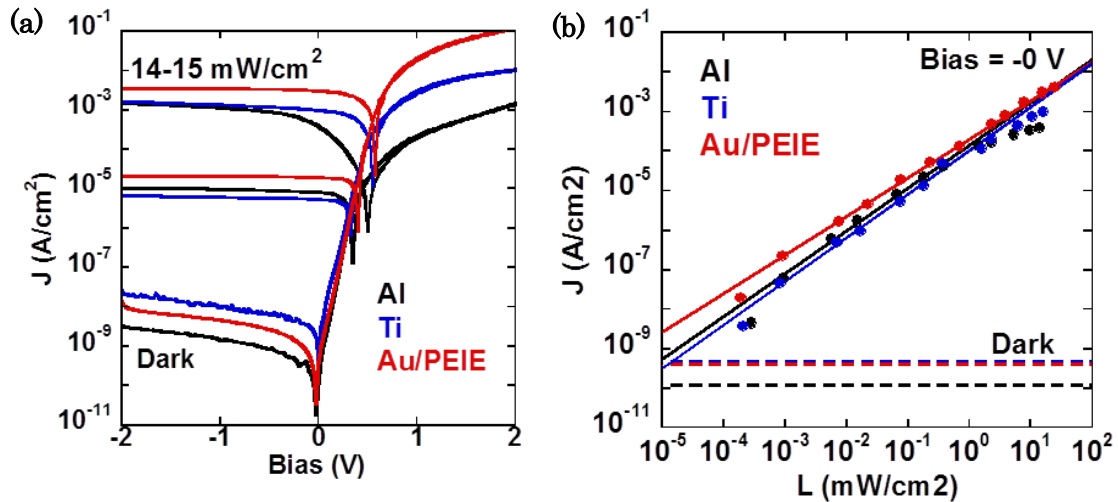 (a)
14-15 mW/cm²
Al
Ti
Au/PEIE
Dark
J (A/cm²)
10⁻¹
10⁻³
10⁻⁵
10⁻⁷
10⁻⁹
10⁻¹¹
-2
-1
0
1
2
Bias (V)
(b)
Bias = -0 V
Al
Ti
Au/PEIE
Dark
J (A/cm2)
10⁻¹
10⁻³
10⁻⁵
10⁻⁷
10⁻⁹
10⁻¹¹
10⁻⁵
10⁻⁴
10⁻³
10⁻²
10⁻¹
10⁰
10¹
10²
L (mW/cm2)